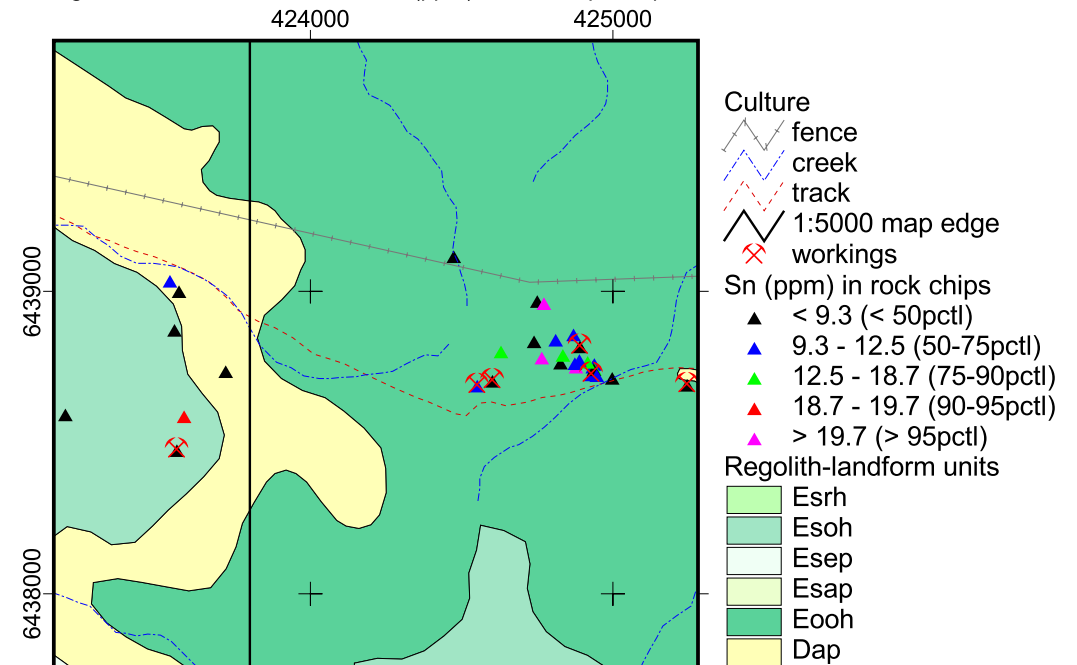 424000 425000
6439000
6438000
Culture
fence
creek
track
1:5000 map edge
workings
Sn (ppm) in rock chips
< 9.3 (< 50pctl)
9.3 - 12.5 (50-75pctl)
12.5 - 18.7 (75-90pctl)
18.7 - 19.7 (90-95pctl)
> 19.7 (> 95pctl)
Regolith-landform units
Esrh
Esoh
Esep
Esap
Eooh
Dap